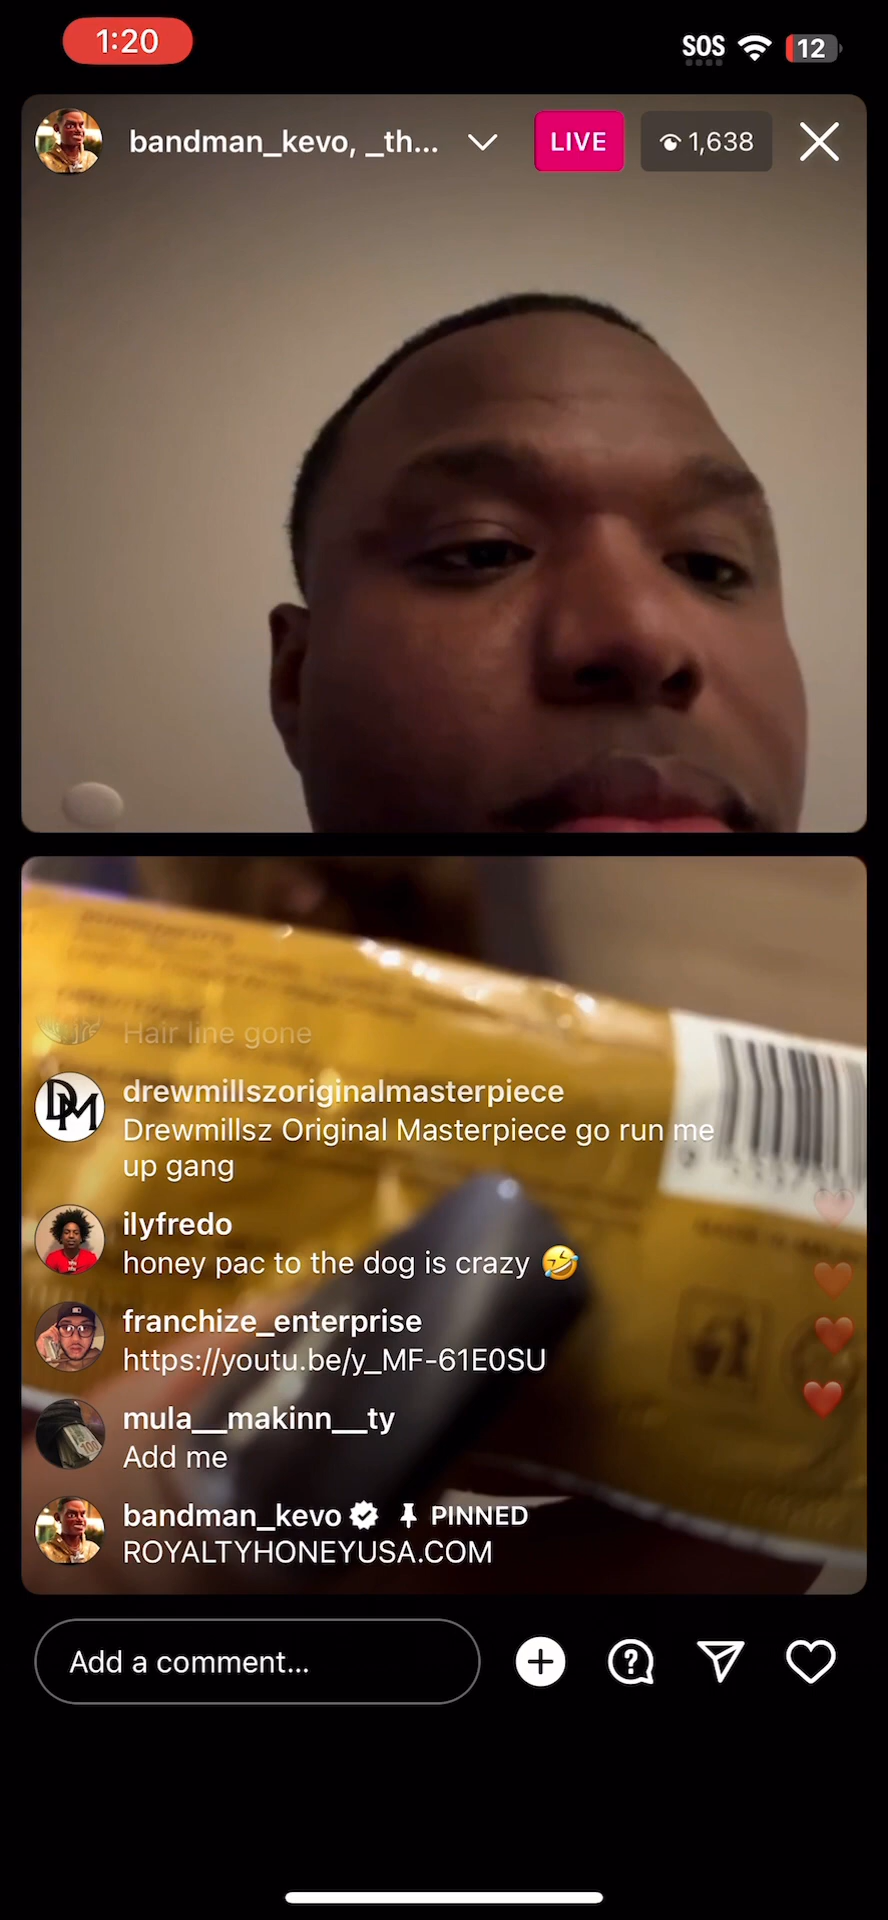 1:20
SOS
12
bandman_kevo, _th...
LIVE
1,638
Hair line gone
drewmillszoriginalmasterpiece
Drewmillsz Original Masterpiece go run me
up gang
ilyfredo
honey pac to the dog is crazy 🤣
franchize_enterprise
https://youtu.be/y_MF-61E0SU
mula__makinn__ty
Add me
bandman_kevo PINNED
ROYALTYHONEYUSA.COM
Add a comment...